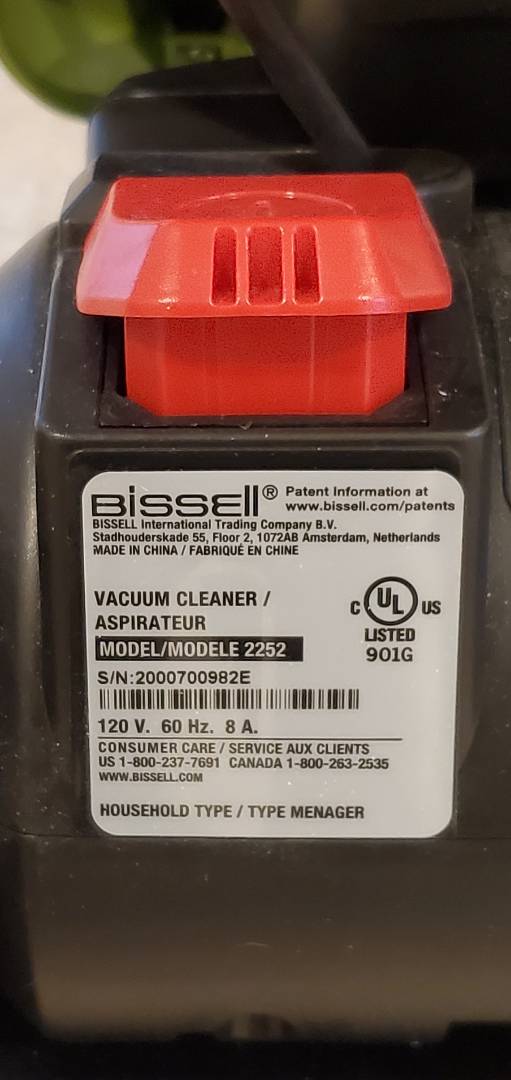 BISSELL® Patent Information at
www.bissell.com/patents
BISSELL International Trading Company B.V.
Stadhouderskade 55, Floor 2, 1072AB Amsterdam, Netherlands
MADE IN CHINA / FABRIQUÉ EN CHINE
VACUUM CLEANER /
ASPIRATEUR
MODEL/MODELE 2252
C UL US
LISTED
901G
S/N:2000700982E
120 V. 60 Hz. 8 A.
CONSUMER CARE / SERVICE AUX CLIENTS
US 1-800-237-7691 CANADA 1-800-263-2535
WWW.BISSELL.COM
HOUSEHOLD TYPE / TYPE MENAGER